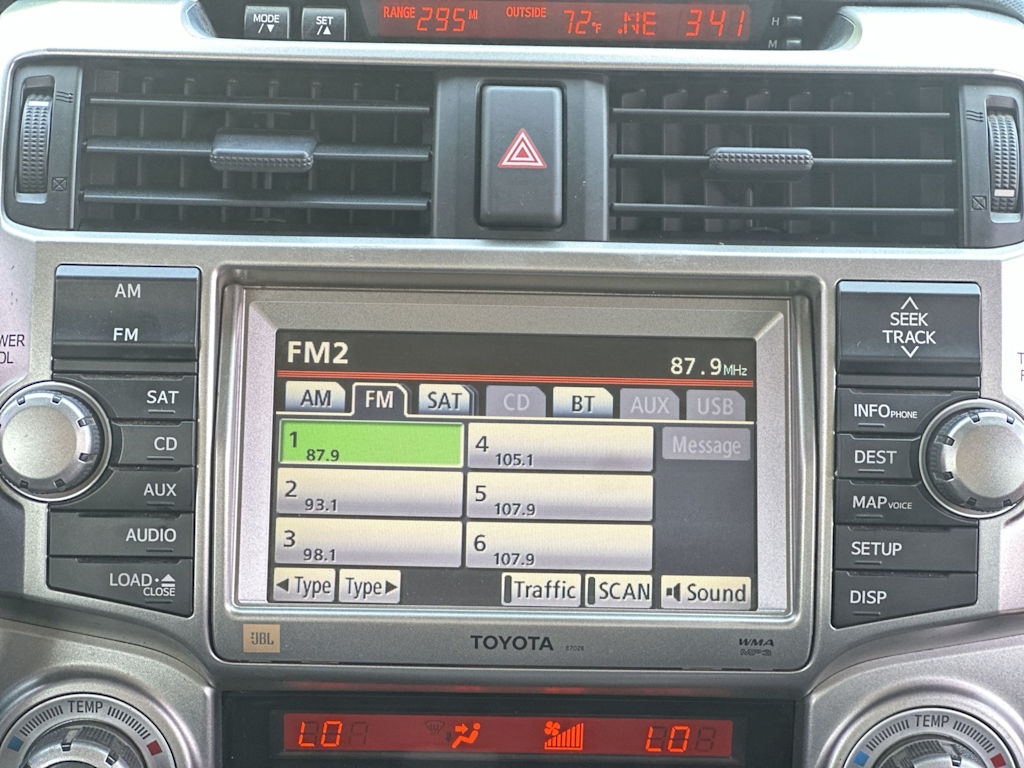 MODE
/▼
SET
/▲
RANGE 295 MI OUTSIDE 72°F NE 341
H
M
AM
FM
SAT
CD
AUX
AUDIO
LOAD·⏏
CLOSE
FM2
87.9MHz
AM FM SAT CD BT AUX USB
1 87.9
2 93.1
3 98.1
4 105.1
5 107.9
6 107.9
Message
◀Type Type▶ Traffic SCAN Sound
JBL
TOYOTA
WMA
MP3
SEEK
TRACK
INFO PHONE
DEST
MAP VOICE
SETUP
DISP
TEMP
LO LO
TEMP